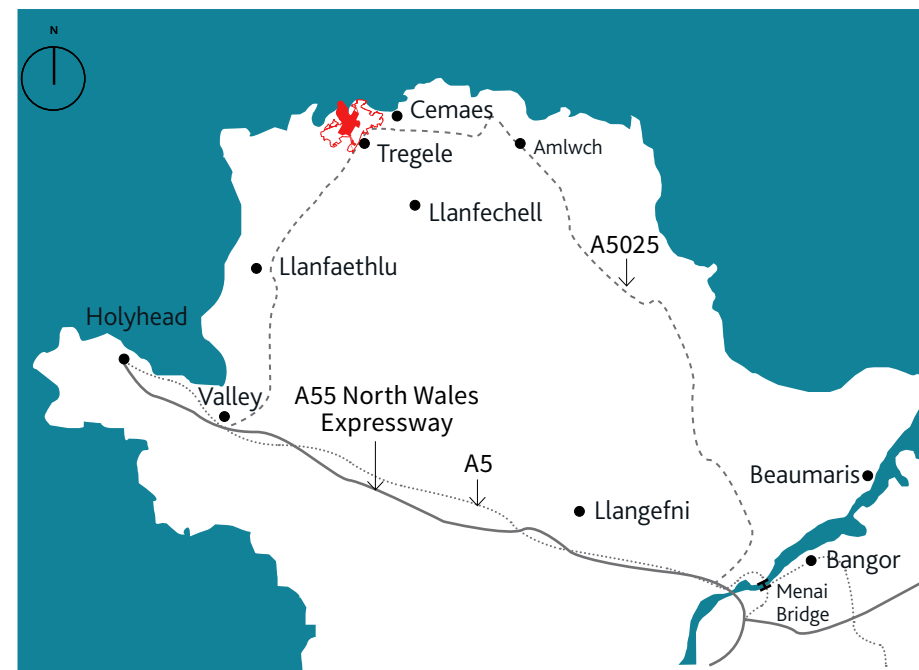 N
Cemaes
Tregele
Amlwch
Llanfechell
A5025
Llanfaethlu
Holyhead
Valley
A55 North Wales
Expressway
A5
Beaumaris
Llangefni
Bangor
Menai
Bridge